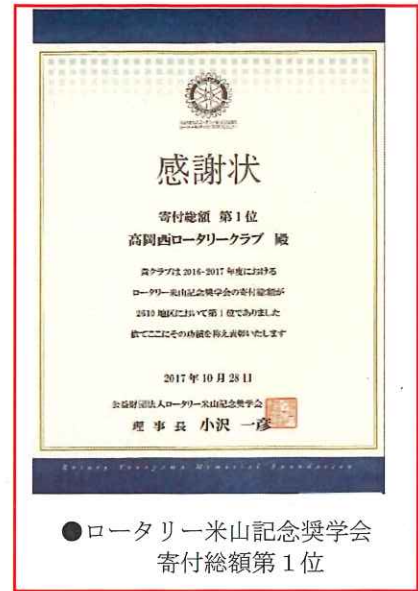 感謝状
寄付総額 第1位
高岡西ロータリークラブ 殿
貴クラブは2016-2017年度における
ロータリー米山記念奨学会の寄付総額が
2610地区において第1位でありました
依てここにその功績を称え表彰いたします
2017年10月28日
公益財団法人ロータリー米山記念奨学会
理事長 小沢一彦
Rotary Yoneyama Memorial Foundation
●ロータリー米山記念奨学会
寄付総額第1位